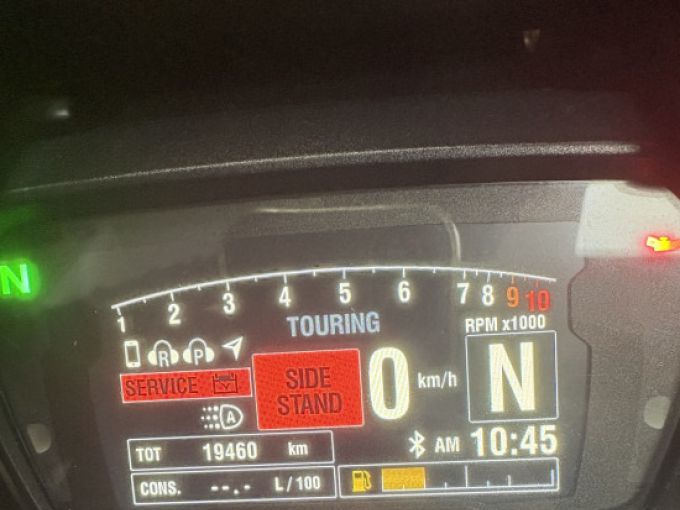 N
1 2 3 4 5 6 7 8 9 10
TOURING
RPM x1000
R P
SERVICE
SIDE
STAND
0 km/h
N
A
TOT 19460 km
AM 10:45
CONS. --.- L/100